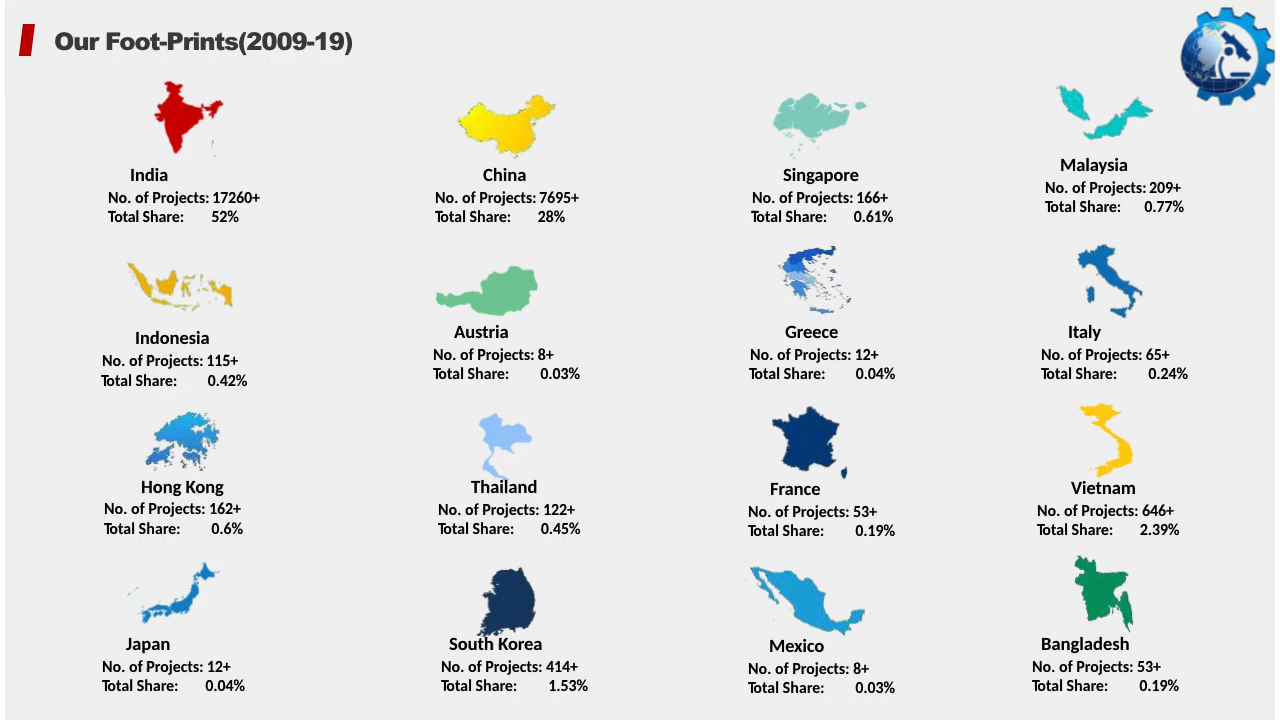 Our Foot-Prints(2009-19)
India
No. of Projects: 17260+
Total Share: 52%
China
No. of Projects: 7695+
Total Share: 28%
Singapore
No. of Projects: 166+
Total Share: 0.61%
Malaysia
No. of Projects: 209+
Total Share: 0.77%
Indonesia
No. of Projects: 115+
Total Share: 0.42%
Austria
No. of Projects: 8+
Total Share: 0.03%
Greece
No. of Projects: 12+
Total Share: 0.04%
Italy
No. of Projects: 65+
Total Share: 0.24%
Hong Kong
No. of Projects: 162+
Total Share: 0.6%
Thailand
No. of Projects: 122+
Total Share: 0.45%
France
No. of Projects: 53+
Total Share: 0.19%
Vietnam
No. of Projects: 646+
Total Share: 2.39%
Japan
No. of Projects: 12+
Total Share: 0.04%
South Korea
No. of Projects: 414+
Total Share: 1.53%
Mexico
No. of Projects: 8+
Total Share: 0.03%
Bangladesh
No. of Projects: 53+
Total Share: 0.19%